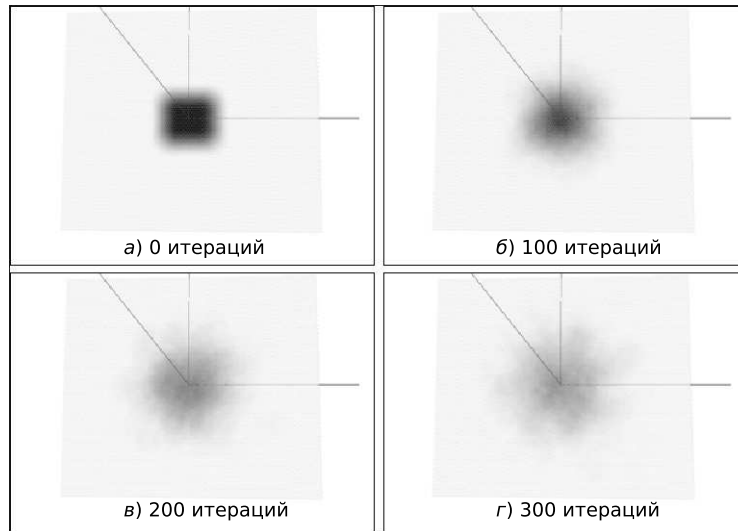 а) 0 итераций
б) 100 итераций
в) 200 итераций
г) 300 итераций